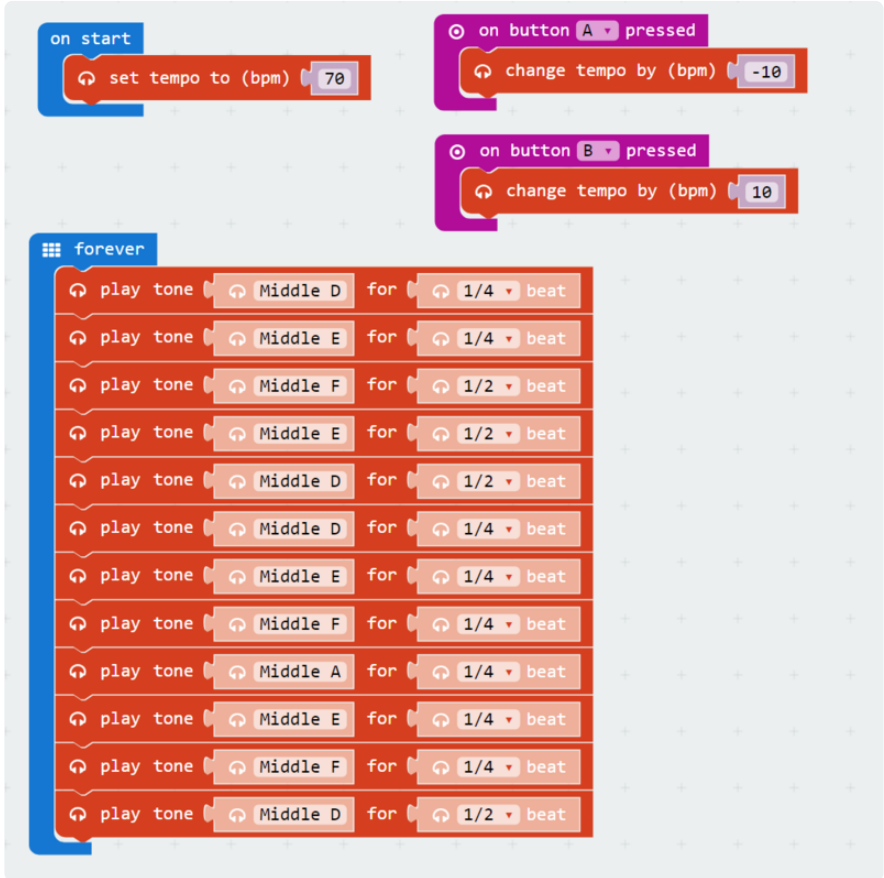 on start
set tempo to (bpm) 70
on button A pressed
change tempo by (bpm) -10
on button B pressed
change tempo by (bpm) 10
forever
play tone Middle D for 1/4 beat
play tone Middle E for 1/4 beat
play tone Middle F for 1/2 beat
play tone Middle E for 1/2 beat
play tone Middle D for 1/2 beat
play tone Middle D for 1/4 beat
play tone Middle E for 1/4 beat
play tone Middle F for 1/4 beat
play tone Middle A for 1/4 beat
play tone Middle E for 1/4 beat
play tone Middle F for 1/4 beat
play tone Middle D for 1/2 beat